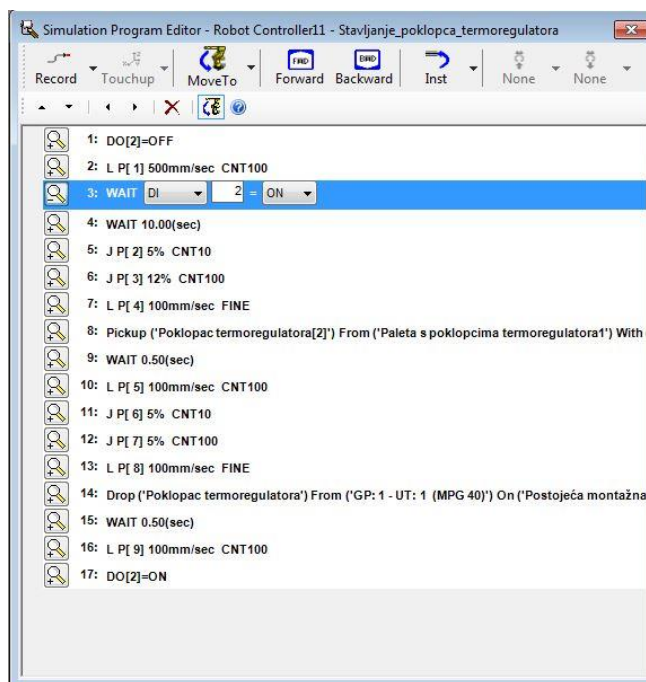 Simulation Program Editor - Robot Controller11 - Stavljanje_poklopca_termoregulatora
Record Touchup MoveTo FWD Forward BWD Backward Inst None None
1: DO[2]=OFF
2: L P[ 1] 500mm/sec CNT100
3: WAIT DI 2 = ON
4: WAIT 10.00(sec)
5: J P[ 2] 5% CNT10
6: J P[ 3] 12% CNT100
7: L P[ 4] 100mm/sec FINE
8: Pickup ('Poklopac termoregulatora[2]') From ('Paleta s poklopcima termoregulatora1') With
9: WAIT 0.50(sec)
10: L P[ 5] 100mm/sec CNT100
11: J P[ 6] 5% CNT10
12: J P[ 7] 5% CNT100
13: L P[ 8] 100mm/sec FINE
14: Drop ('Poklopac termoregulatora') From ('GP: 1 - UT: 1 (MPG 40)') On ('Postojeća montažna
15: WAIT 0.50(sec)
16: L P[ 9] 100mm/sec CNT100
17: DO[2]=ON